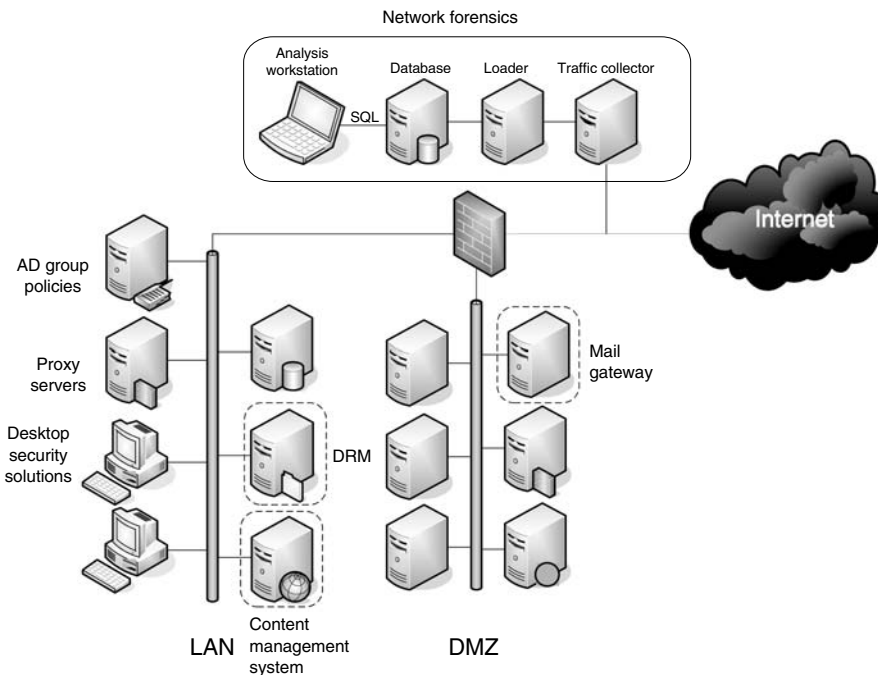 Network forensics
Analysis
workstation
Database
Loader
Traffic collector
SQL
Internet
AD group
policies
Proxy
servers
Mail
gateway
Desktop
security
solutions
DRM
LAN
Content
management
system
DMZ